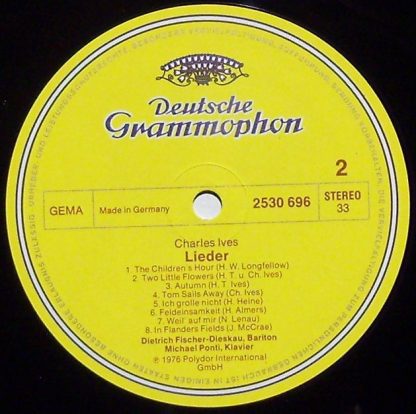 Deutsche
Grammophon
2
GEMA
Made in Germany
2530 696
STEREO
33
Charles Ives
Lieder
1 The Children's Hour (H. W. Longfellow)
2 Two Little Flowers (H. T. u. Ch. Ives)
3 Autumn (H. T. Ives)
4 Tom Sails Away (Ch. Ives)
5 Ich grolle nicht (H. Heine)
6 Feldeinsamkeit (H. Almers)
7 Weil' auf mir (N. Lenau)
8 In Flanders Fields (J. McCrae)
Dietrich Fischer-Dieskau, Bariton
Michael Ponti, Klavier
℗ 1976 Polydor International
GmbH